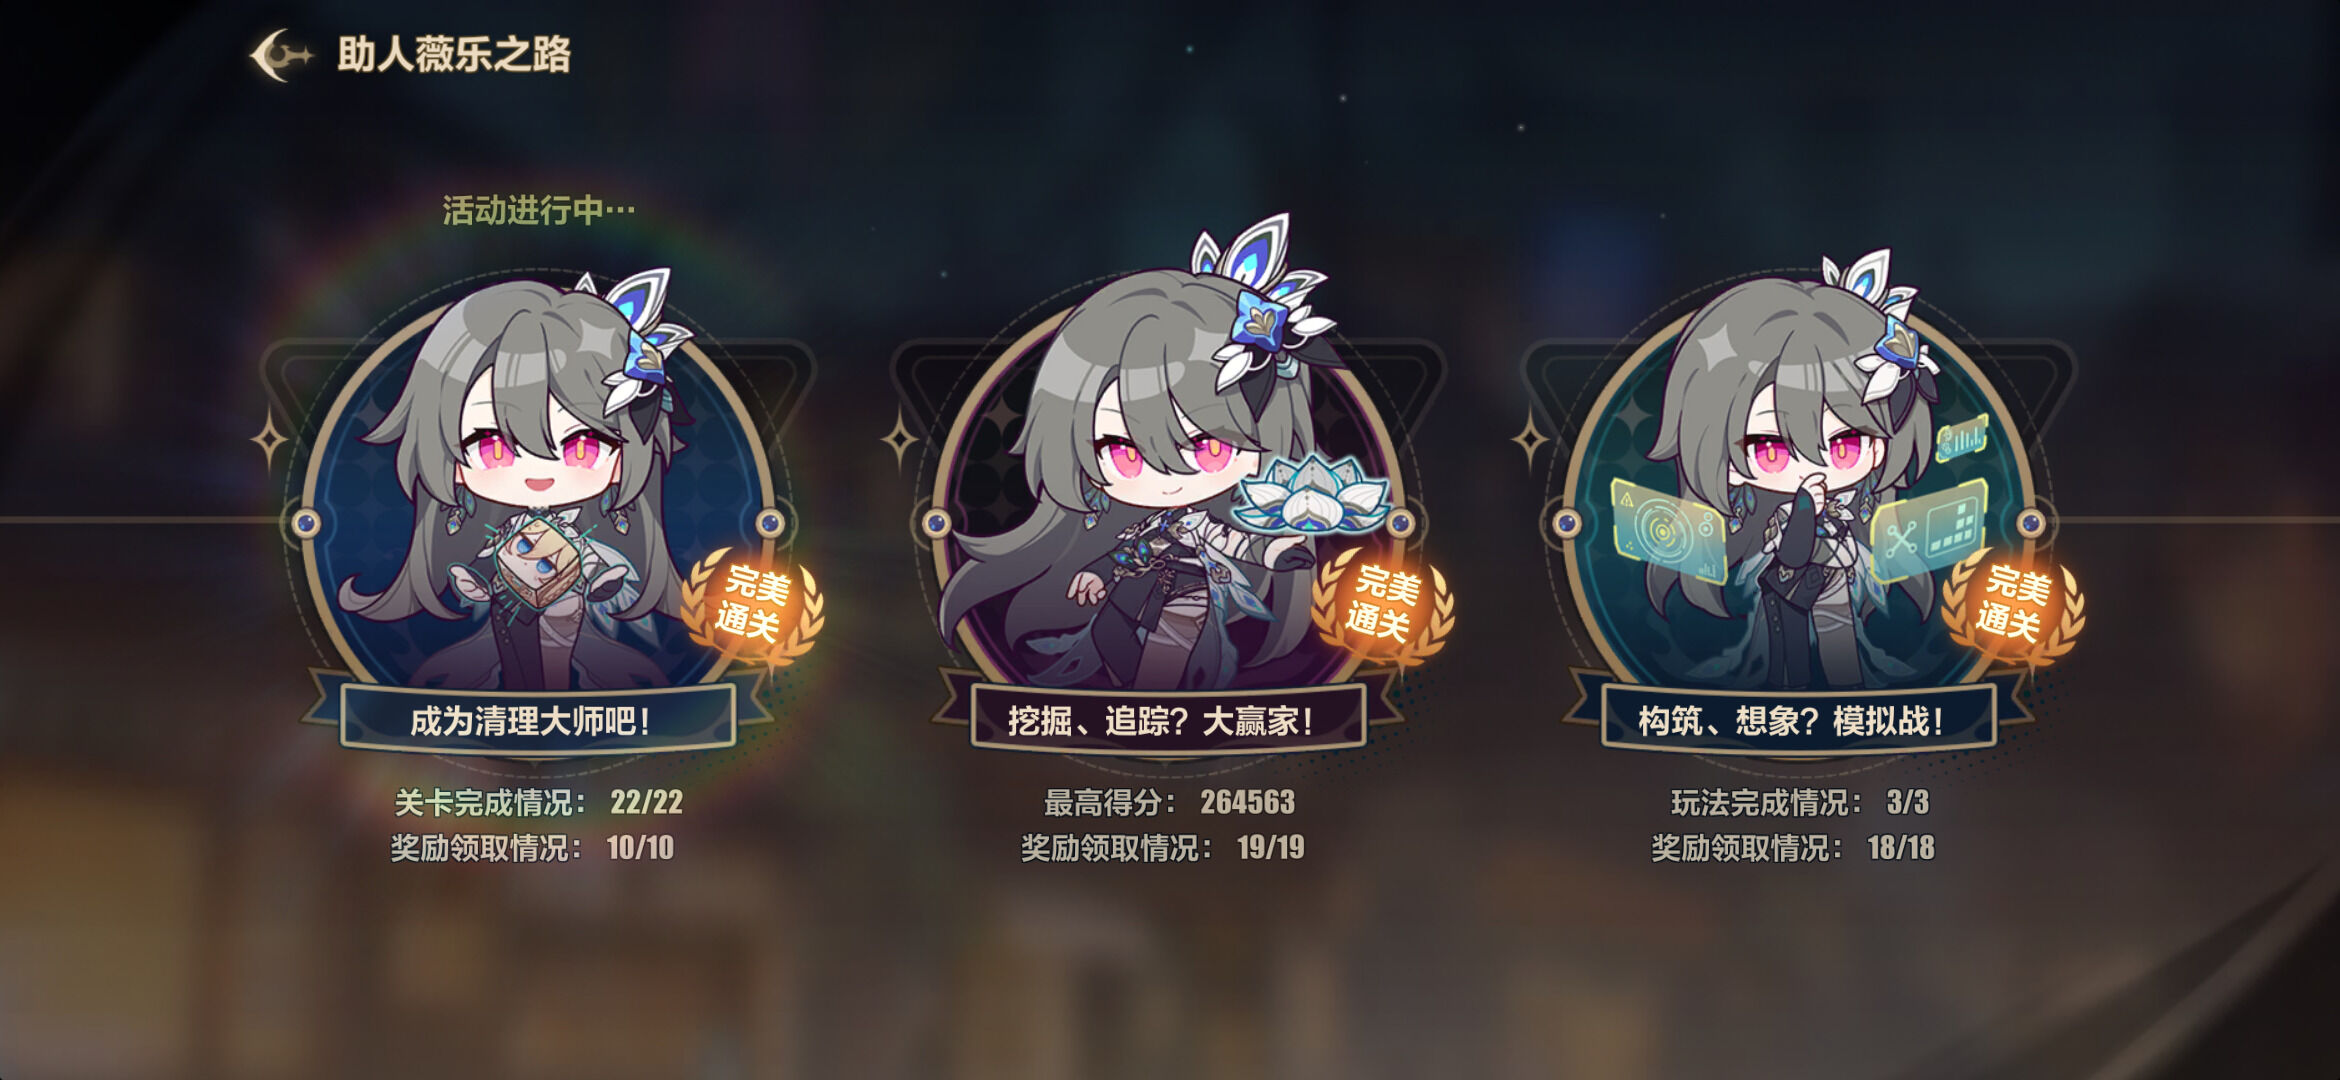 助人薇乐之路
活动进行中…
完美
通关
成为清理大师吧！
关卡完成情况： 22/22
奖励领取情况： 10/10
完美
通关
挖掘、追踪？大赢家！
最高得分： 264563
奖励领取情况： 19/19
完美
通关
构筑、想象？模拟战！
玩法完成情况： 3/3
奖励领取情况： 18/18